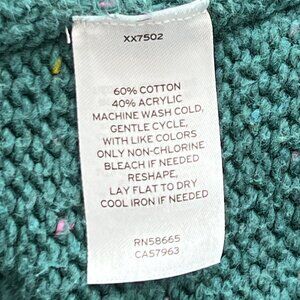 XX7502
60% COTTON
40% ACRYLIC
MACHINE WASH COLD,
GENTLE CYCLE,
WITH LIKE COLORS
ONLY NON-CHLORINE
BLEACH IF NEEDED
RESHAPE,
LAY FLAT TO DRY
COOL IRON IF NEEDED
RN58665
CA57963